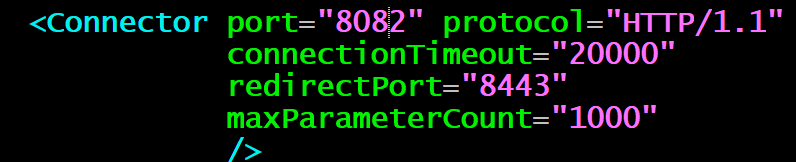 <Connector port="8082" protocol="HTTP/1.1"
connectionTimeout="20000"
redirectPort="8443"
maxParameterCount="1000"
/>